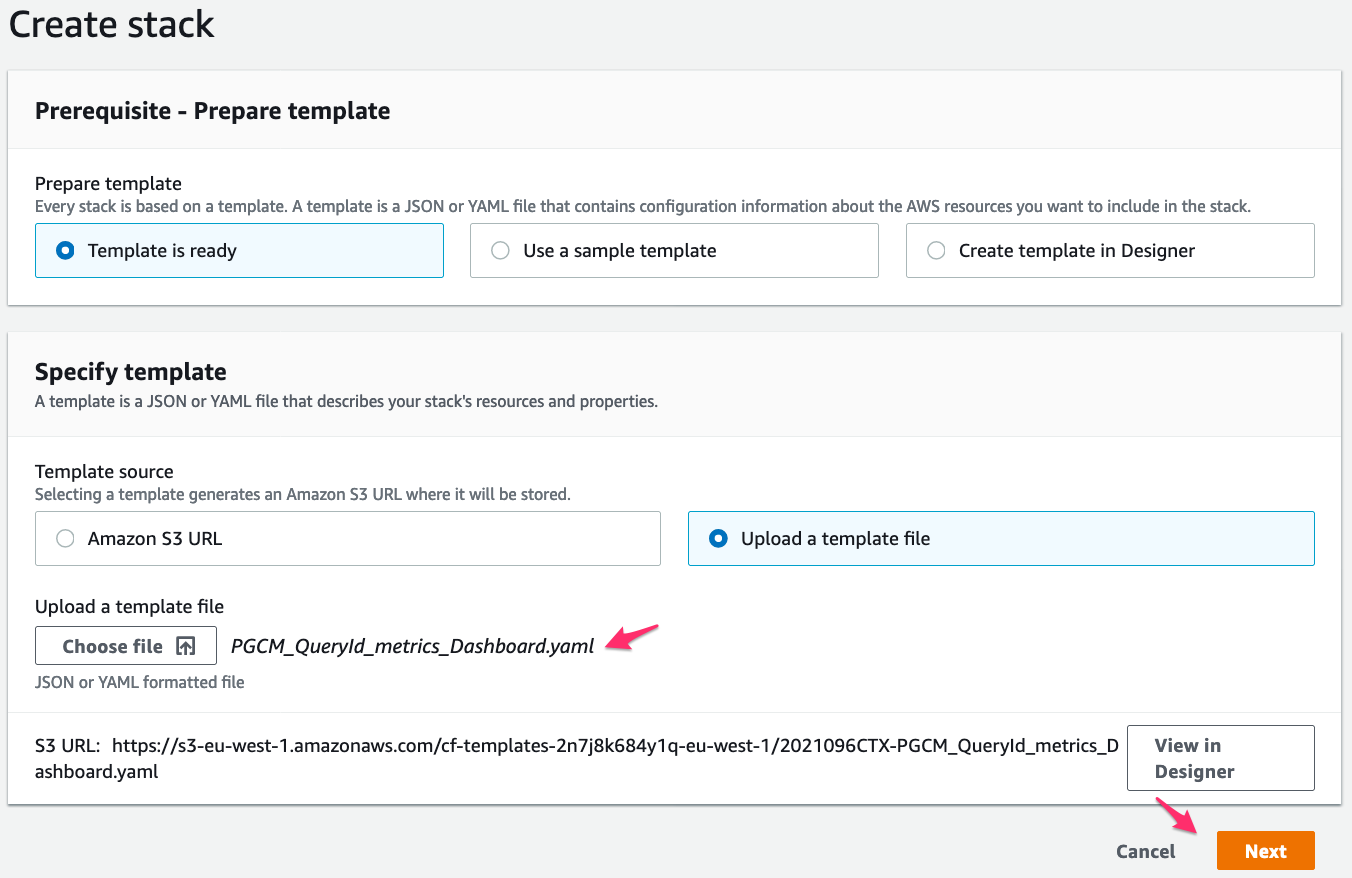 Create stack
Prerequisite - Prepare template
Prepare template
Every stack is based on a template. A template is a JSON or YAML file that contains configuration information about the AWS resources you want to include in the stack.
Template is ready
Use a sample template
Create template in Designer
Specify template
A template is a JSON or YAML file that describes your stack's resources and properties.
Template source
Selecting a template generates an Amazon S3 URL where it will be stored.
Amazon S3 URL
Upload a template file
Upload a template file
Choose file
PGCM_QueryId_metrics_Dashboard.yaml
JSON or YAML formatted file
S3 URL: https://s3-eu-west-1.amazonaws.com/cf-templates-2n7j8k684y1q-eu-west-1/2021096CTX-PGCM_QueryId_metrics_D
ashboard.yaml
View in
Designer
Cancel
Next